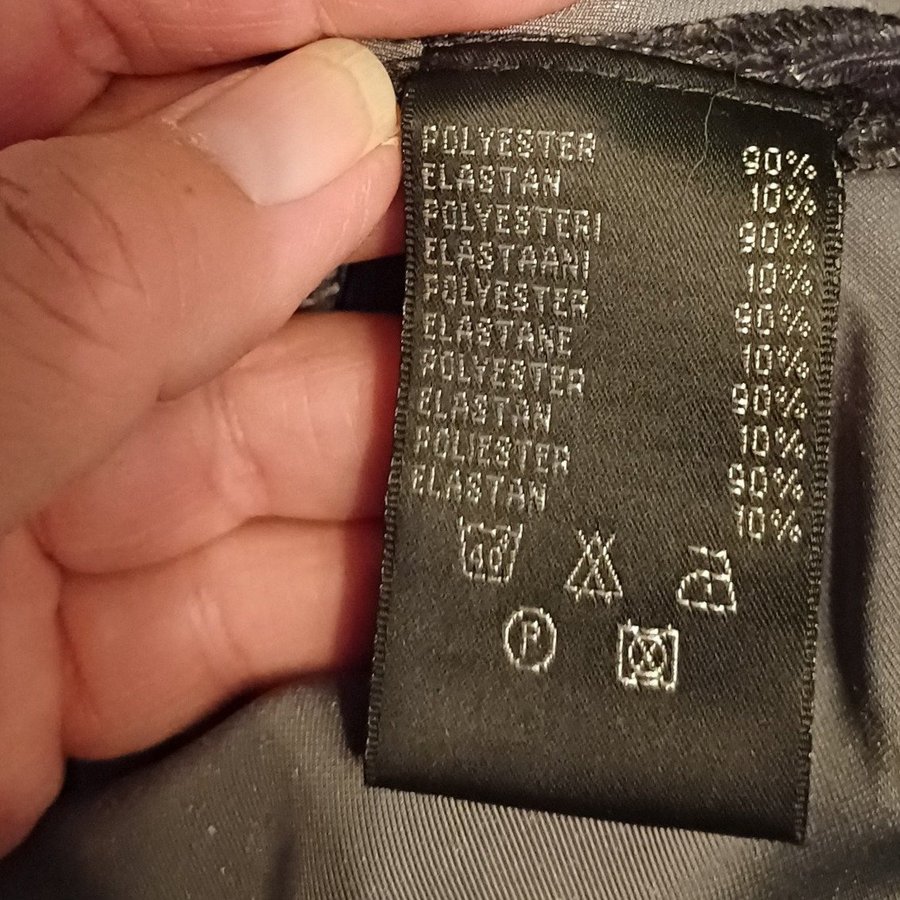 POLYESTER 90%
ELASTAN 10%
POLYESTERI 90%
ELASTAANI 10%
POLYESTER 90%
ELASTANE 10%
POLYESTER 90%
ELASTAN 10%
POLIESTER 90%
ELASTAN 10%
40°
F